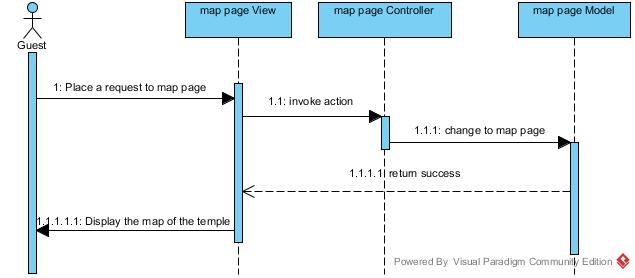 map page View
map page Controller
map page Model
Guest
1: Place a request to map page
1.1: invoke action
1.1.1: change to map page
1.1.1.1: return success
1.1.1.1.1: Display the map of the temple
Powered By Visual Paradigm Community Edition